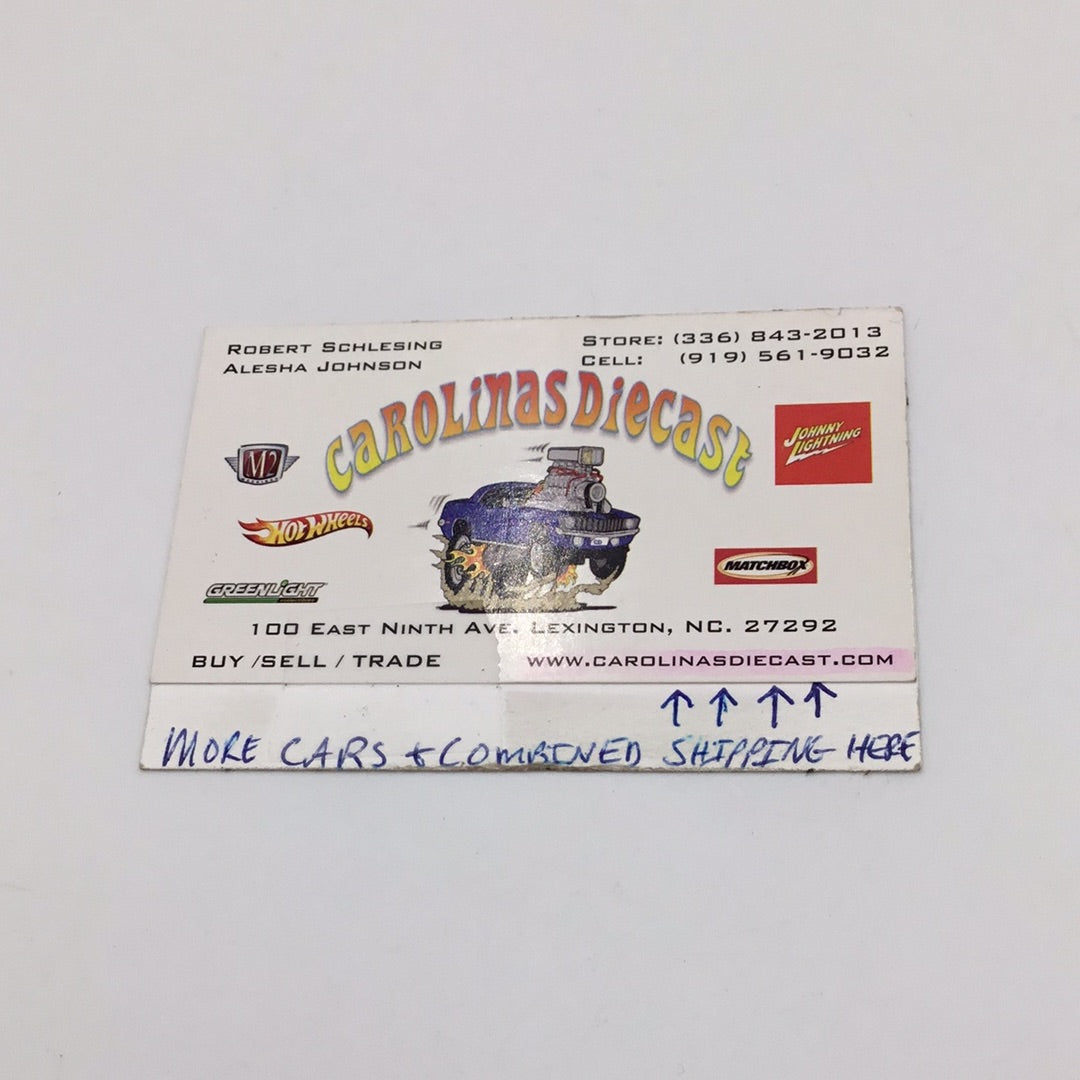 ROBERT SCHLESING
ALESHA JOHNSON
STORE: (336) 843-2013
CELL: (919) 561-9032
CAROLINAS DIECAST
M2
JOHNNY LIGHTNING
HOT WHEELS
MATCHBOX
GREENLIGHT
100 EAST NINTH AVE. LEXINGTON, NC. 27292
BUY /SELL / TRADE
WWW.CAROLINASDIECAST.COM
MORE CARS + COMBINED SHIPPING HERE